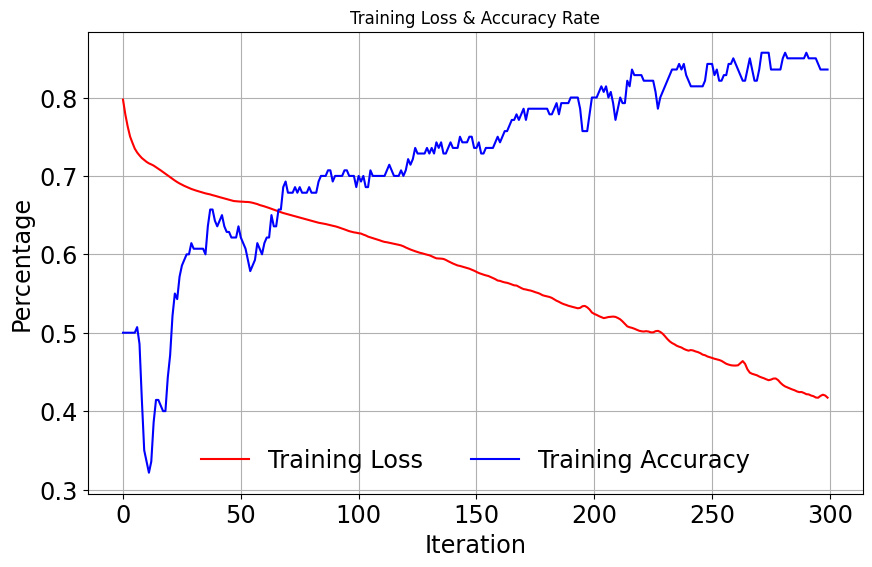 Training Loss & Accuracy Rate
Percentage
0.8
0.7
0.6
0.5
0.4
0.3
Training Loss
Training Accuracy
0 50 100 150 200 250 300
Iteration